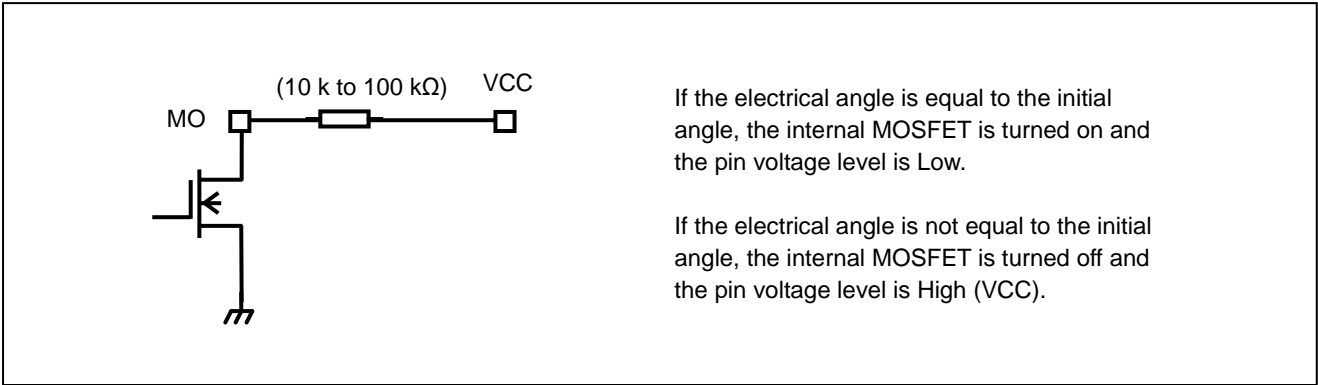 (10 k to 100 kΩ)
VCC
MO
If the electrical angle is equal to the initial
angle, the internal MOSFET is turned on and
the pin voltage level is Low.
If the electrical angle is not equal to the initial
angle, the internal MOSFET is turned off and
the pin voltage level is High (VCC).